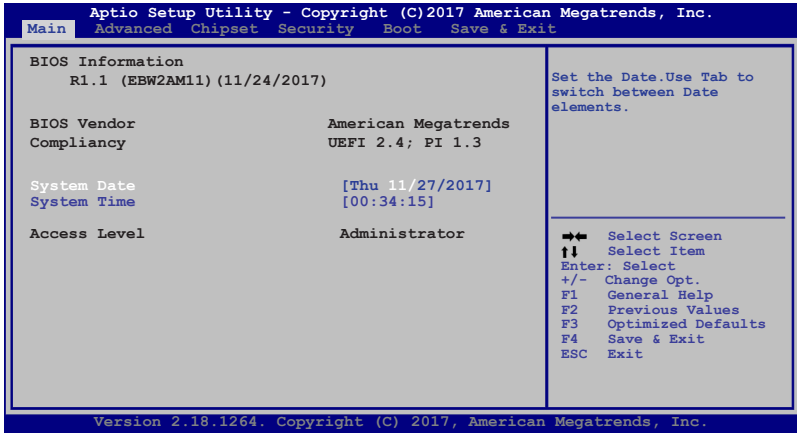 Aptio Setup Utility - Copyright (C)2017 American Megatrends, Inc.
Main Advanced Chipset Security Boot Save & Exit
BIOS Information
R1.1 (EBW2AM11)(11/24/2017)
BIOS Vendor American Megatrends
Compliancy UEFI 2.4; PI 1.3
System Date [Thu 11/27/2017]
System Time [00:34:15]
Access Level Administrator
Set the Date.Use Tab to
switch between Date
elements.
→← Select Screen
↑↓ Select Item
Enter: Select
+/- Change Opt.
F1 General Help
F2 Previous Values
F3 Optimized Defaults
F4 Save & Exit
ESC Exit
Version 2.18.1264. Copyright (C) 2017, American Megatrends, Inc.